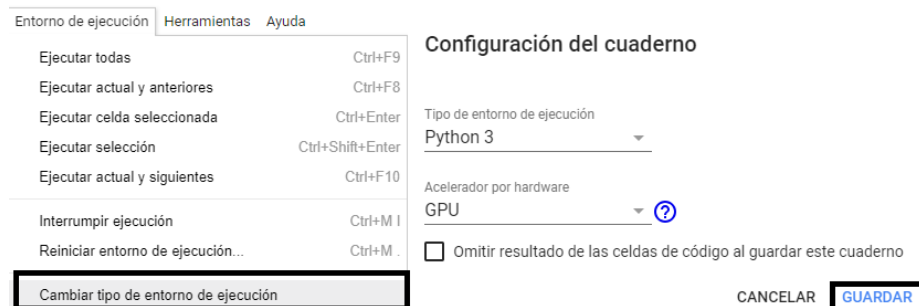 Entorno de ejecución Herramientas Ayuda
Ejecutar todas Ctrl+F9
Ejecutar actual y anteriores Ctrl+F8
Ejecutar celda seleccionada Ctrl+Enter
Ejecutar selección Ctrl+Shift+Enter
Ejecutar actual y siguientes Ctrl+F10
Interrumpir ejecución Ctrl+M I
Reiniciar entorno de ejecución... Ctrl+M .
Cambiar tipo de entorno de ejecución
Configuración del cuaderno
Tipo de entorno de ejecución
Python 3
Acelerador por hardware
GPU ?
Omitir resultado de las celdas de código al guardar este cuaderno
CANCELAR GUARDAR